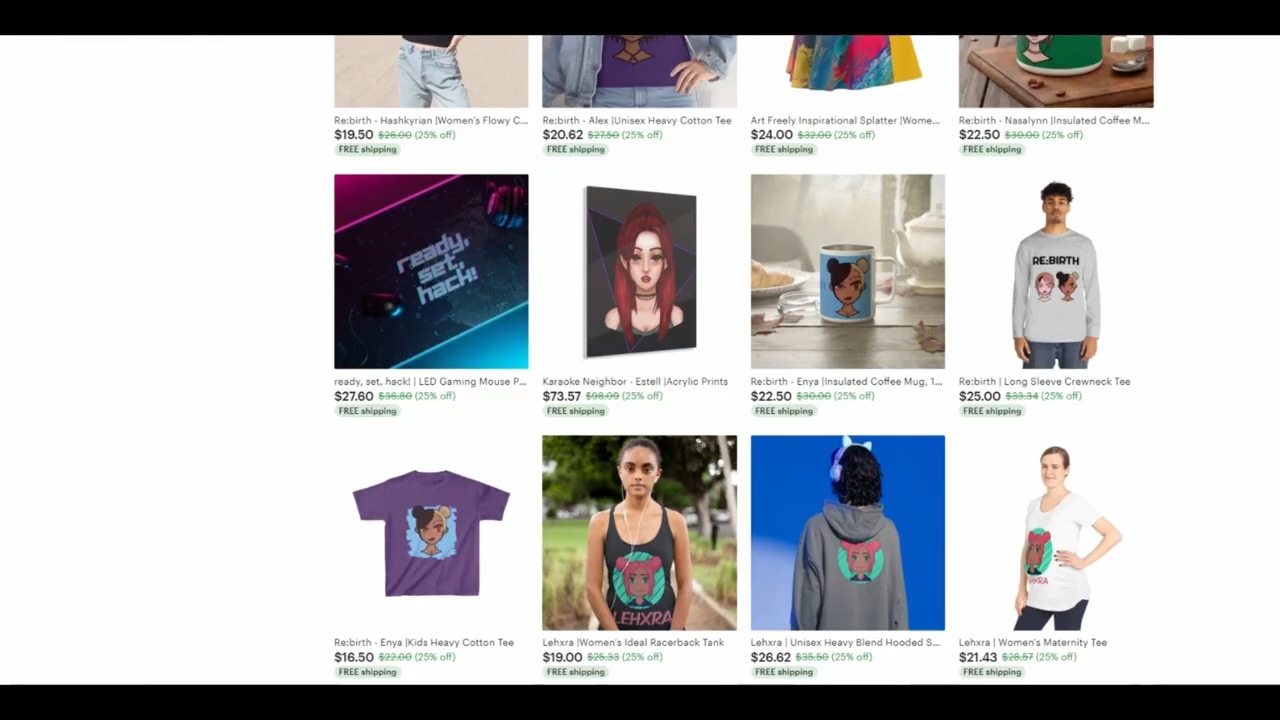 Re:birth - Hashkyrian |Women's Flowy C...
$19.50 $26.00 (25% off)
FREE shipping
Re:birth - Alex |Unisex Heavy Cotton Tee
$20.62 $27.50 (25% off)
FREE shipping
Art Freely Inspirational Splatter |Wome...
$24.00 $32.00 (25% off)
FREE shipping
Re:birth - Nasalynn |Insulated Coffee M...
$22.50 $30.00 (25% off)
FREE shipping
ready,
set,
hack!
RE:BIRTH
ready, set, hack! | LED Gaming Mouse P...
$27.60 $36.80 (25% off)
FREE shipping
Karaoke Neighbor - Estell |Acrylic Prints
$73.57 $98.09 (25% off)
FREE shipping
Re:birth - Enya |Insulated Coffee Mug, 1...
$22.50 $30.00 (25% off)
FREE shipping
Re:birth | Long Sleeve Crewneck Tee
$25.00 $33.34 (25% off)
FREE shipping
LEHXRA
LEHXRA
Re:birth - Enya |Kids Heavy Cotton Tee
$16.50 $22.00 (25% off)
FREE shipping
Lehxra |Women's Ideal Racerback Tank
$19.00 $25.33 (25% off)
FREE shipping
Lehxra | Unisex Heavy Blend Hooded S...
$26.62 $35.50 (25% off)
FREE shipping
Lehxra | Women's Maternity Tee
$21.43 $28.57 (25% off)
FREE shipping